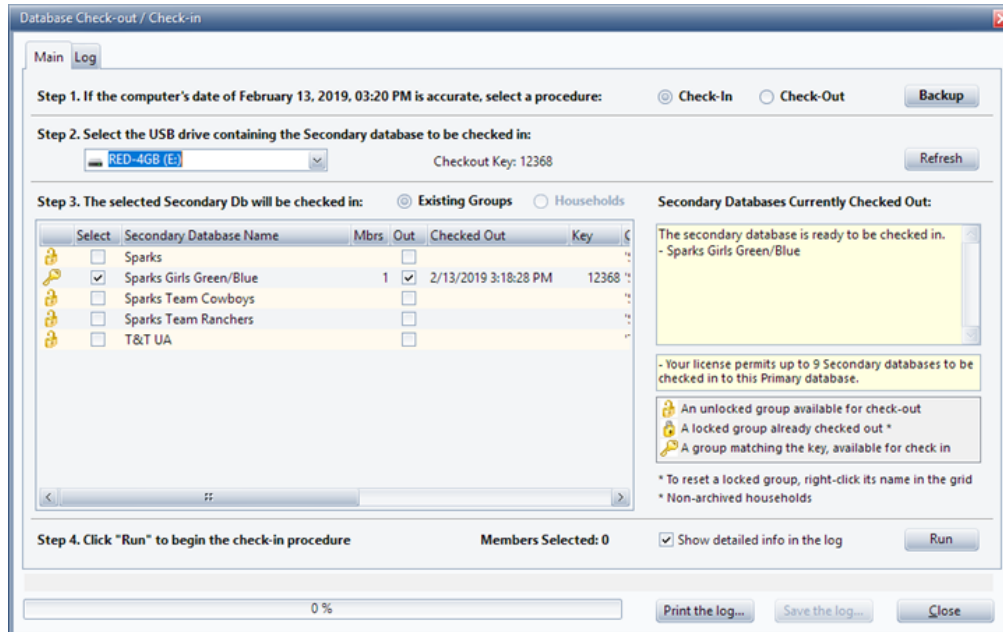 Database Check-out / Check-in
Main Log
Step 1. If the computer's date of February 13, 2019, 03:20 PM is accurate, select a procedure: Check-In Check-Out Backup
Step 2. Select the USB drive containing the Secondary database to be checked in:
RED-4GB (E:) Checkout Key: 12368 Refresh
Step 3. The selected Secondary Db will be checked in: Existing Groups Households
Select Secondary Database Name Mbrs Out Checked Out Key
Sparks
Sparks Girls Green/Blue 1 2/13/2019 3:18:28 PM 12368
Sparks Team Cowboys
Sparks Team Ranchers
T&T UA
Secondary Databases Currently Checked Out:
The secondary database is ready to be checked in.
- Sparks Girls Green/Blue
- Your license permits up to 9 Secondary databases to be
checked in to this Primary database.
An unlocked group available for check-out
A locked group already checked out *
A group matching the key, available for check in
* To reset a locked group, right-click its name in the grid
* Non-archived households
Step 4. Click "Run" to begin the check-in procedure Members Selected: 0 Show detailed info in the log Run
0 % Print the log... Save the log... Close